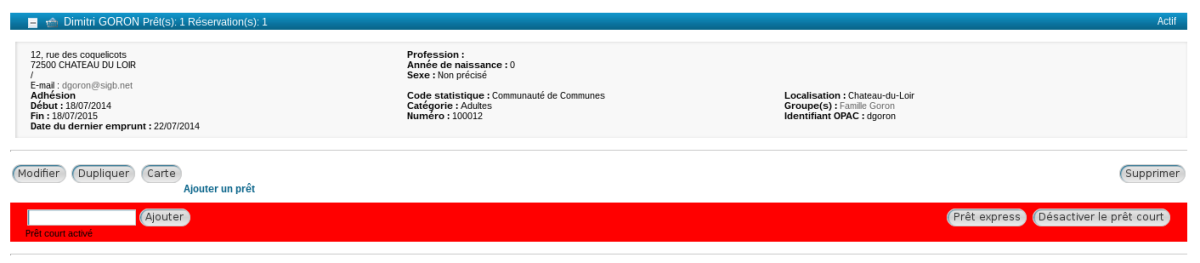 Dimitri GORON Prêt(s): 1 Réservation(s): 1 Actif
12, rue des coquelicots
72500 CHATEAU DU LOIR
/
E-mail : dgoron@sigb.net
Profession :
Année de naissance : 0
Sexe : Non précisé
Adhésion
Début : 18/07/2014
Fin : 18/07/2015
Date du dernier emprunt : 22/07/2014
Code statistique : Communauté de Communes
Catégorie : Adultes
Numéro : 100012
Localisation : Chateau-du-Loir
Groupe(s) : Famille Goron
Identifiant OPAC : dgoron
Modifier Dupliquer Carte Supprimer
Ajouter un prêt
Ajouter Prêt express Désactiver le prêt court
Prêt court activé